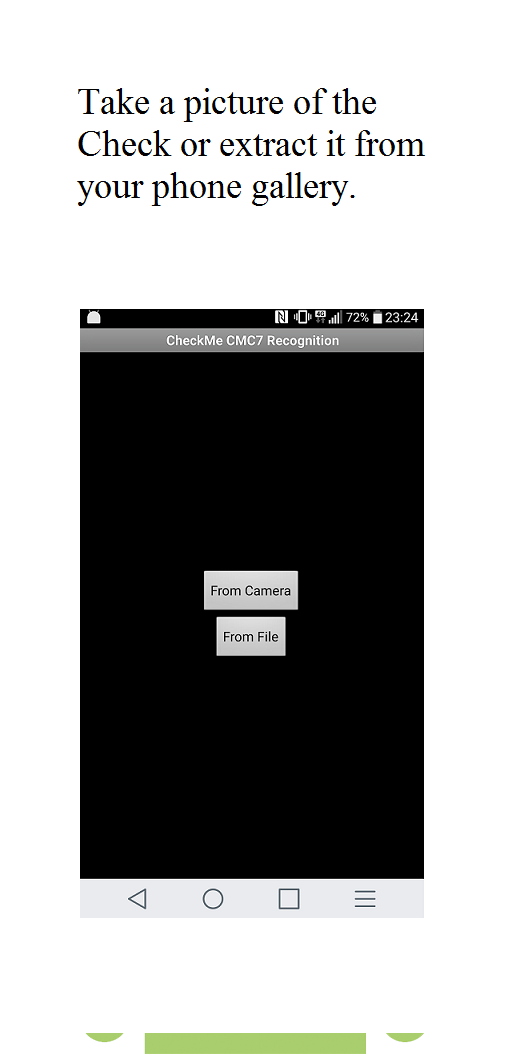 Take a picture of the
Check or extract it from
your phone gallery.
4G 72% 23:24
CheckMe CMC7 Recognition
From Camera
From File